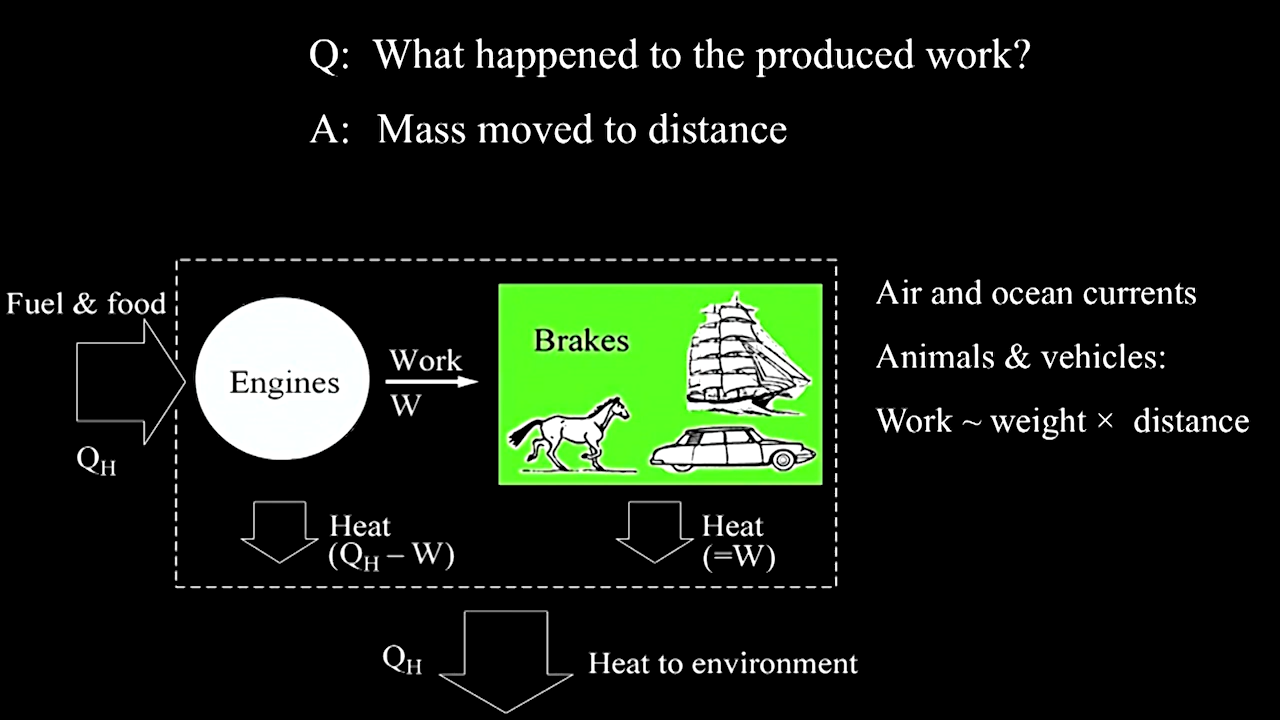 Q: What happened to the produced work?
A: Mass moved to distance
Fuel & food
Q_H
Engines
Work
W
Brakes
Heat
(Q_H – W)
Heat
(=W)
Air and ocean currents
Animals & vehicles:
Work ~ weight × distance
Q_H
Heat to environment